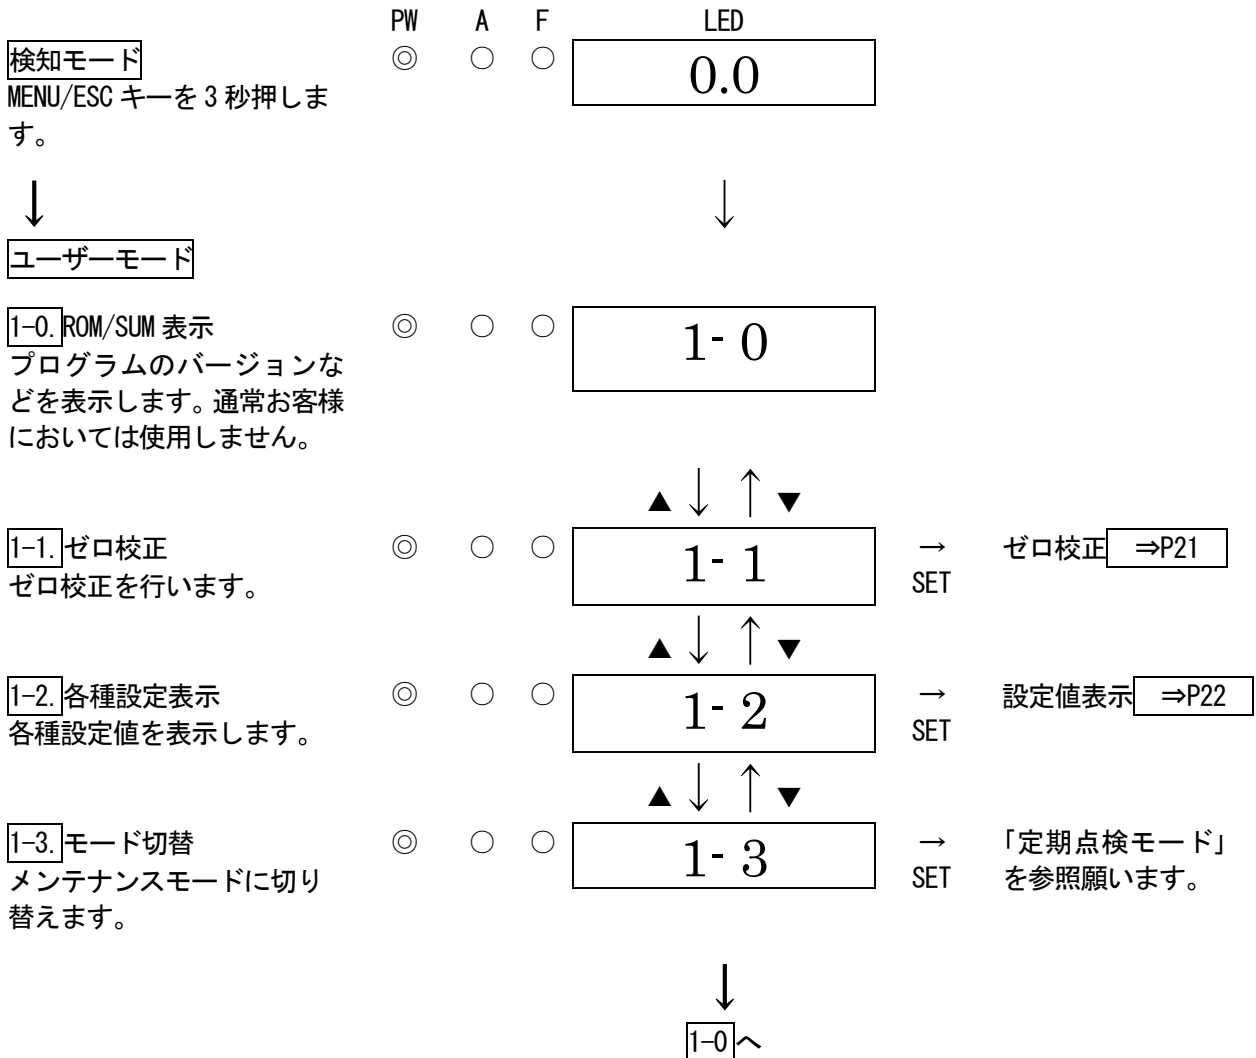 PW A F LED
検知モード ◎ ○ ○ 0.0
MENU/ESC キーを 3 秒押しま
す。
↓ ↓
ユーザーモード
1-0. ROM/SUM 表示 ◎ ○ ○ 1- 0
プログラムのバージョンな
どを表示します。通常お客様
においては使用しません。
▲ ↓ ↑ ▼
1-1. ゼロ校正 ◎ ○ ○ 1- 1 → ゼロ校正 ⇒P21
ゼロ校正を行います。 SET
▲ ↓ ↑ ▼
1-2. 各種設定表示 ◎ ○ ○ 1- 2 → 設定値表示 ⇒P22
各種設定値を表示します。 SET
▲ ↓ ↑ ▼
1-3. モード切替 ◎ ○ ○ 1- 3 → 「定期点検モード」
メンテナンスモードに切り SET を参照願います。
替えます。
↓
1-0 へ